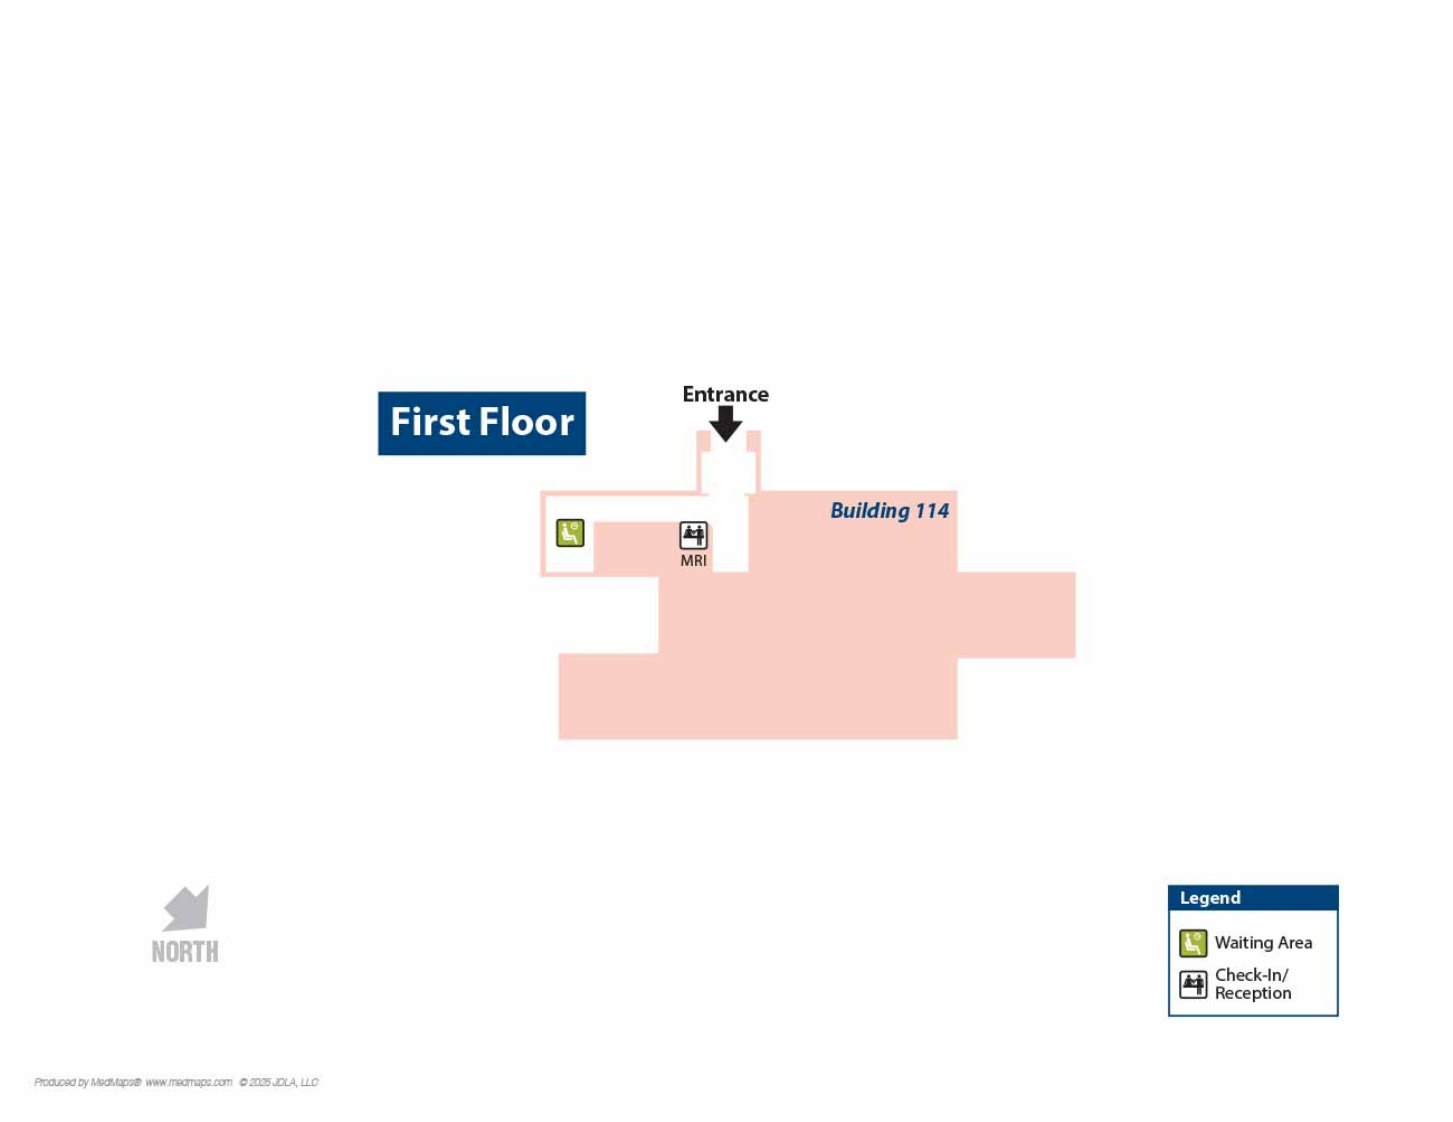 Entrance
First Floor
Building 114
MRI
NORTH
Legend
Waiting Area
Check-In/
Reception
Produced by MedMaps® www.medmaps.com © 2025 JDLA, LLC